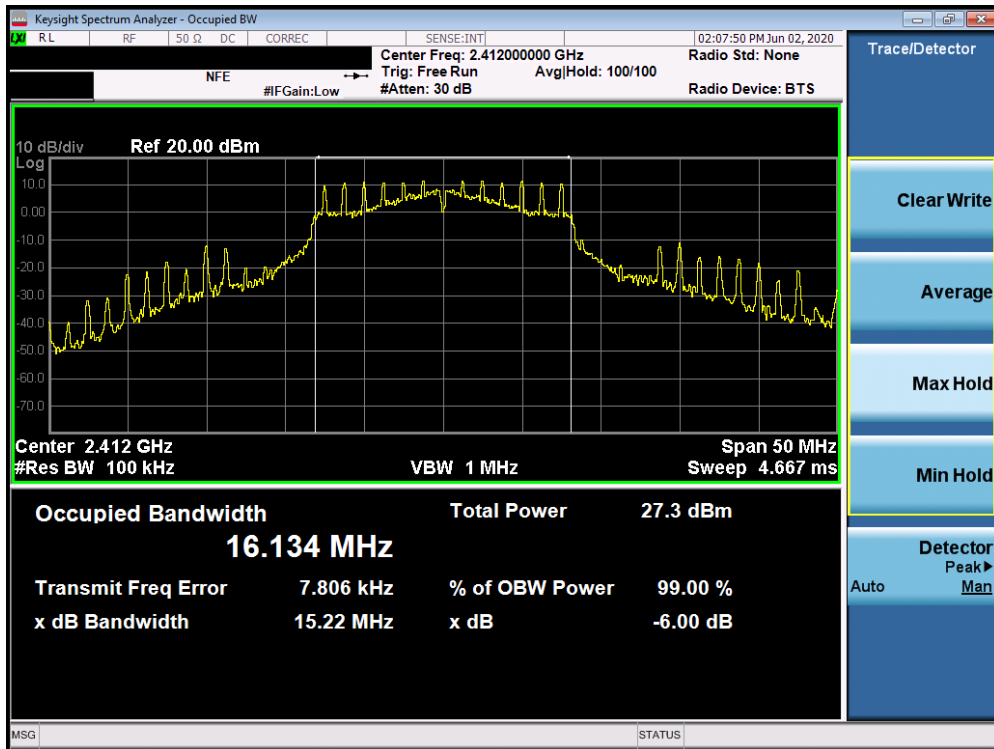 Keysight Spectrum Analyzer - Occupied BW
LXI RL RF 50 Ω DC CORREC SENSE:INT 02:07:50 PM Jun 02, 2020
Center Freq: 2.412000000 GHz Radio Std: None
NFE Trig: Free Run Avg|Hold: 100/100
#IFGain:Low #Atten: 30 dB Radio Device: BTS
Trace/Detector
10 dB/div Ref 20.00 dBm
Log
10.0
0.00
-10.0
-20.0
-30.0
-40.0
-50.0
-60.0
-70.0
Center 2.412 GHz Span 50 MHz
#Res BW 100 kHz VBW 1 MHz Sweep 4.667 ms
Occupied Bandwidth Total Power 27.3 dBm
16.134 MHz
Transmit Freq Error 7.806 kHz % of OBW Power 99.00 %
x dB Bandwidth 15.22 MHz x dB -6.00 dB
Clear Write
Average
Max Hold
Min Hold
Detector
Peak▶
Auto Man
MSG STATUS